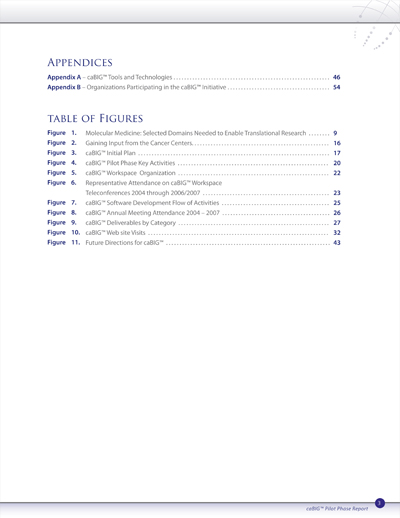 APPENDICES
Appendix A – caBIG™ Tools and Technologies . . . . . . . . . . . . . . . . . . . . . . . . . . . . . . . . . . . . . . . . 46
Appendix B – Organizations Participating in the caBIG™ Initiative . . . . . . . . . . . . . . . . . . . . . . . . . . 54
TABLE OF FIGURES
Figure 1. Molecular Medicine: Selected Domains Needed to Enable Translational Research . . . . . . . . 9
Figure 2. Gaining Input from the Cancer Centers. . . . . . . . . . . . . . . . . . . . . . . . . . . . . . . . . . . 16
Figure 3. caBIG™ Initial Plan . . . . . . . . . . . . . . . . . . . . . . . . . . . . . . . . . . . . . . . . . . . . . . . . 17
Figure 4. caBIG™ Pilot Phase Key Activities . . . . . . . . . . . . . . . . . . . . . . . . . . . . . . . . . . . . . . 20
Figure 5. caBIG™ Workspace Organization . . . . . . . . . . . . . . . . . . . . . . . . . . . . . . . . . . . . . . 22
Figure 6. Representative Attendance on caBIG™ Workspace
Teleconferences 2004 through 2006/2007 . . . . . . . . . . . . . . . . . . . . . . . . . . . . . . . . 23
Figure 7. caBIG™ Software Development Flow of Activities . . . . . . . . . . . . . . . . . . . . . . . . . . . 25
Figure 8. caBIG™ Annual Meeting Attendance 2004 – 2007 . . . . . . . . . . . . . . . . . . . . . . . . . . . 26
Figure 9. caBIG™ Deliverables by Category . . . . . . . . . . . . . . . . . . . . . . . . . . . . . . . . . . . . . . 27
Figure 10. caBIG™ Web site Visits . . . . . . . . . . . . . . . . . . . . . . . . . . . . . . . . . . . . . . . . . . . . . 32
Figure 11. Future Directions for caBIG™ . . . . . . . . . . . . . . . . . . . . . . . . . . . . . . . . . . . . . . . . . 43
caBIG™ Pilot Phase Report